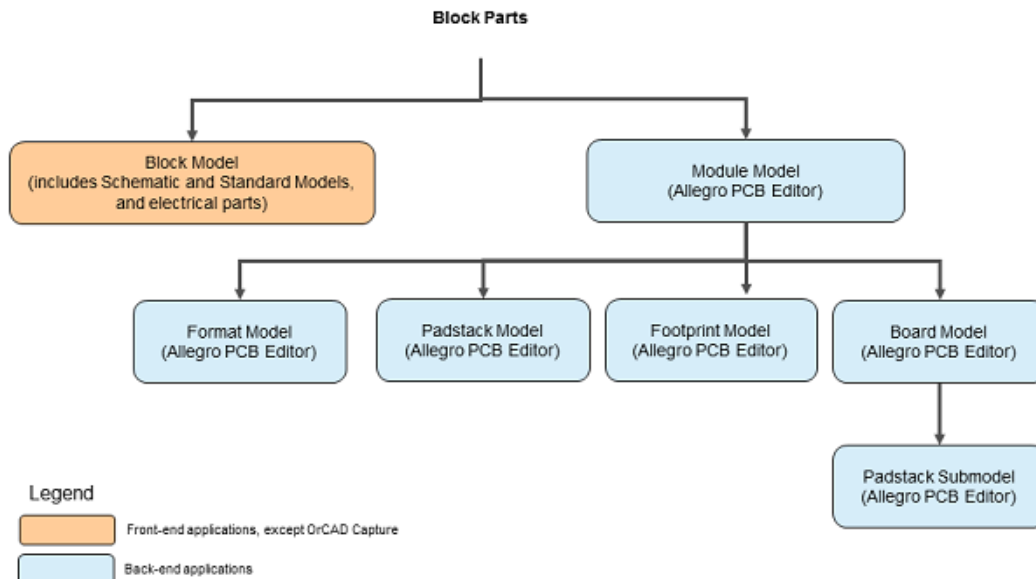 Block Parts
Block Model
(includes Schematic and Standard Models,
and electrical parts)
Module Model
(Allegro PCB Editor)
Format Model
(Allegro PCB Editor)
Padstack Model
(Allegro PCB Editor)
Footprint Model
(Allegro PCB Editor)
Board Model
(Allegro PCB Editor)
Padstack Submodel
(Allegro PCB Editor)
Legend
Front-end applications, except OrCAD Capture
Back-end applications